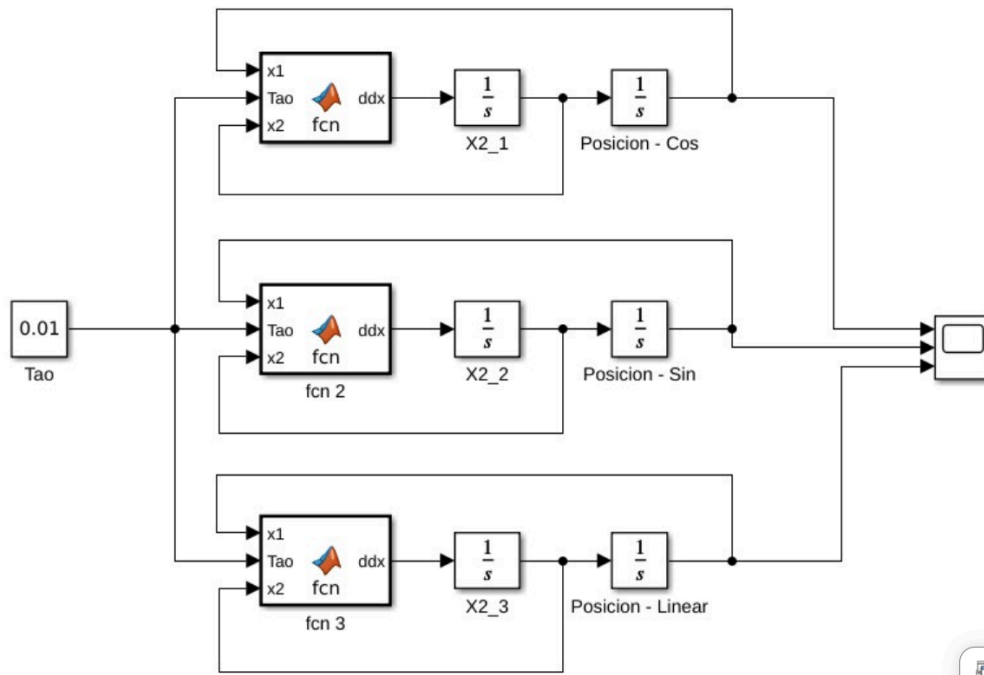 x1
Tao
x2
fcn
ddx
1
s
X2_1
1
s
Posicion - Cos
0.01
Tao
x1
Tao
x2
fcn
ddx
fcn 2
1
s
X2_2
1
s
Posicion - Sin
x1
Tao
x2
fcn
ddx
fcn 3
1
s
X2_3
1
s
Posicion - Linear